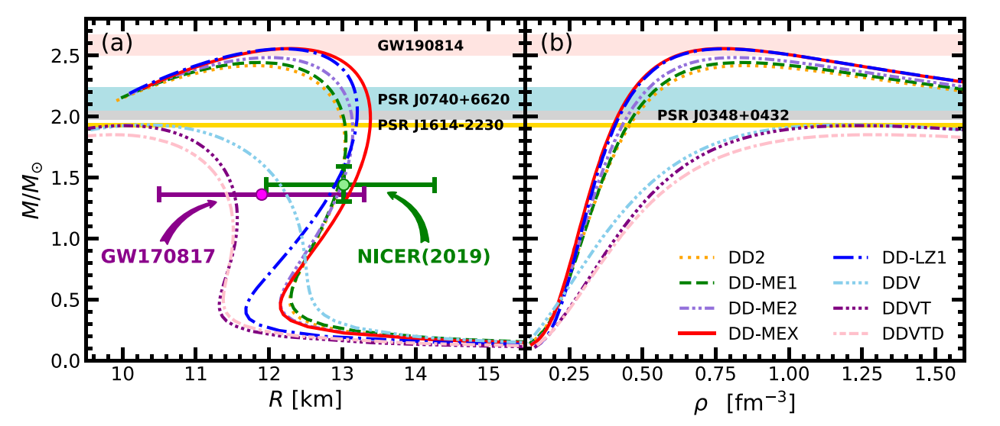 (a)
GW190814
PSR J0740+6620
PSR J1614-2230
GW170817
NICER(2019)
M/M☉
0.0
0.5
1.0
1.5
2.0
2.5
10
11
12
13
14
15
R [km]
(b)
PSR J0348+0432
DD2
DD-ME1
DD-ME2
DD-MEX
DD-LZ1
DDV
DDVT
DDVTD
0.25
0.50
0.75
1.00
1.25
1.50
ρ [fm⁻³]